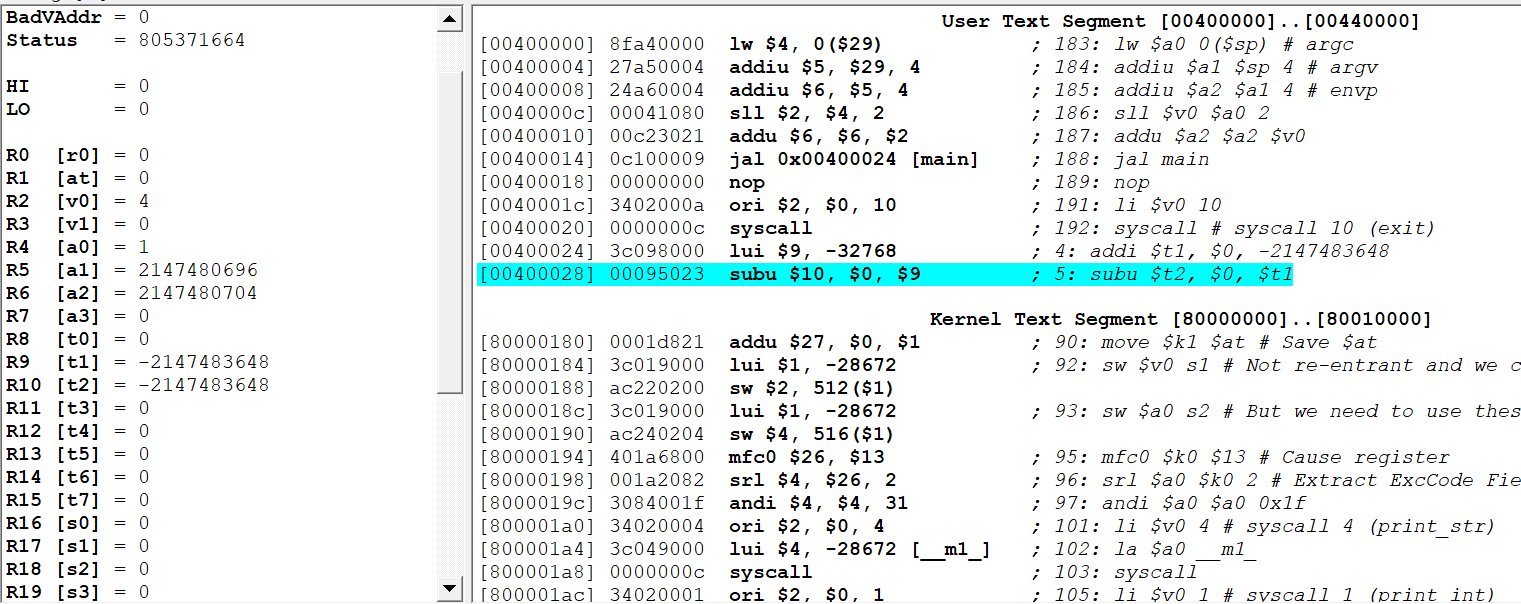 BadVAddr = 0
Status = 805371664
HI = 0
LO = 0
R0 [r0] = 0
R1 [at] = 0
R2 [v0] = 4
R3 [v1] = 0
R4 [a0] = 1
R5 [a1] = 2147480696
R6 [a2] = 2147480704
R7 [a3] = 0
R8 [t0] = 0
R9 [t1] = -2147483648
R10 [t2] = -2147483648
R11 [t3] = 0
R12 [t4] = 0
R13 [t5] = 0
R14 [t6] = 0
R15 [t7] = 0
R16 [s0] = 0
R17 [s1] = 0
R18 [s2] = 0
R19 [s3] = 0
User Text Segment [00400000]..[00440000]
[00400000] 8fa40000 lw $4, 0($29) ; 183: lw $a0 0($sp) # argc
[00400004] 27a50004 addiu $5, $29, 4 ; 184: addiu $a1 $sp 4 # argv
[00400008] 24a60004 addiu $6, $5, 4 ; 185: addiu $a2 $a1 4 # envp
[0040000c] 00041080 sll $2, $4, 2 ; 186: sll $v0 $a0 2
[00400010] 00c23021 addu $6, $6, $2 ; 187: addu $a2 $a2 $v0
[00400014] 0c100009 jal 0x00400024 [main] ; 188: jal main
[00400018] 00000000 nop ; 189: nop
[0040001c] 3402000a ori $2, $0, 10 ; 191: li $v0 10
[00400020] 0000000c syscall ; 192: syscall # syscall 10 (exit)
[00400024] 3c098000 lui $9, -32768 ; 4: addi $t1, $0, -2147483648
[00400028] 00095023 subu $10, $0, $9 ; 5: subu $t2, $0, $t1
Kernel Text Segment [80000000]..[80010000]
[80000180] 0001d821 addu $27, $0, $1 ; 90: move $k1 $at # Save $at
[80000184] 3c019000 lui $1, -28672 ; 92: sw $v0 s1 # Not re-entrant and we c
[80000188] ac220200 sw $2, 512($1)
[8000018c] 3c019000 lui $1, -28672 ; 93: sw $a0 s2 # But we need to use thes
[80000190] ac240204 sw $4, 516($1)
[80000194] 401a6800 mfc0 $26, $13 ; 95: mfc0 $k0 $13 # Cause register
[80000198] 001a2082 srl $4, $26, 2 ; 96: srl $a0 $k0 2 # Extract ExcCode Fie
[8000019c] 3084001f andi $4, $4, 31 ; 97: andi $a0 $a0 0x1f
[800001a0] 34020004 ori $2, $0, 4 ; 101: li $v0 4 # syscall 4 (print_str)
[800001a4] 3c049000 lui $4, -28672 [__m1_] ; 102: la $a0 __m1_
[800001a8] 0000000c syscall ; 103: syscall
[800001ac] 34020001 ori $2, $0, 1 ; 105: li $v0 1 # syscall 1 (print int)